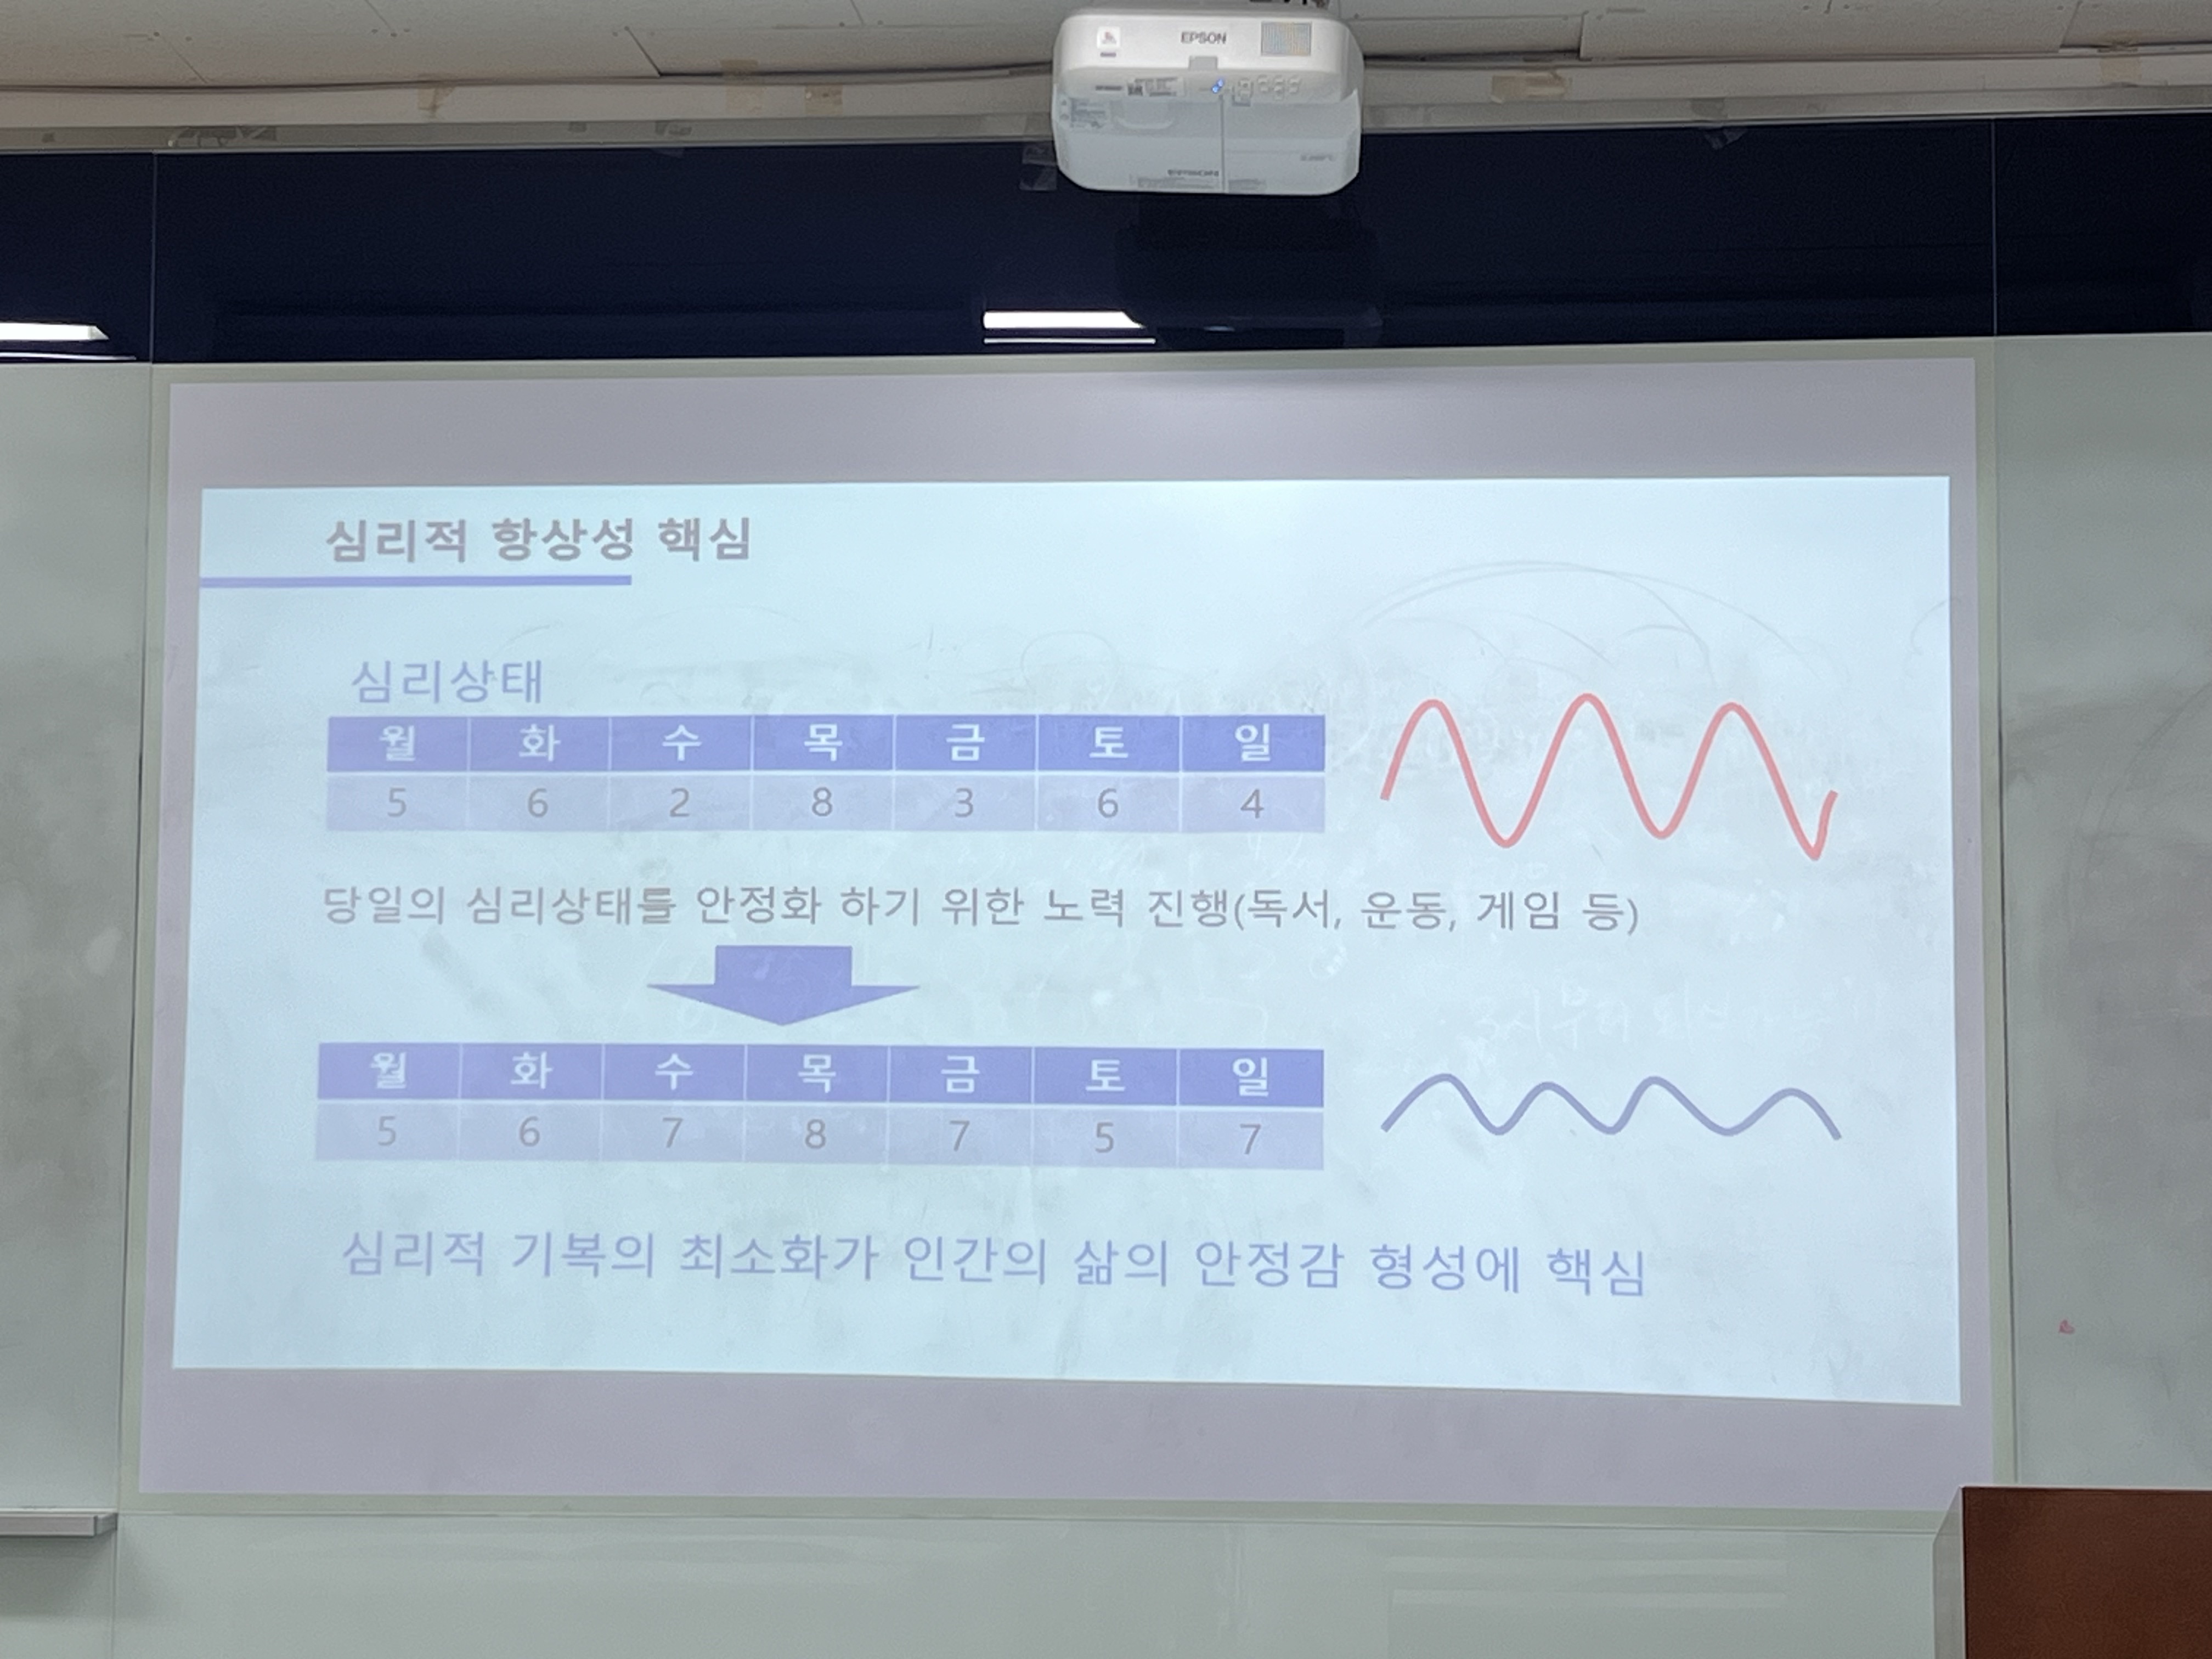 EPSON
심리적 항상성 핵심
심리상태
월 화 수 목 금 토 일
5 6 2 8 3 6 4
당일의 심리상태를 안정화 하기 위한 노력 진행(독서, 운동, 게임 등)
월 화 수 목 금 토 일
5 6 7 8 7 5 7
심리적 기복의 최소화가 인간의 삶의 안정감 형성에 핵심